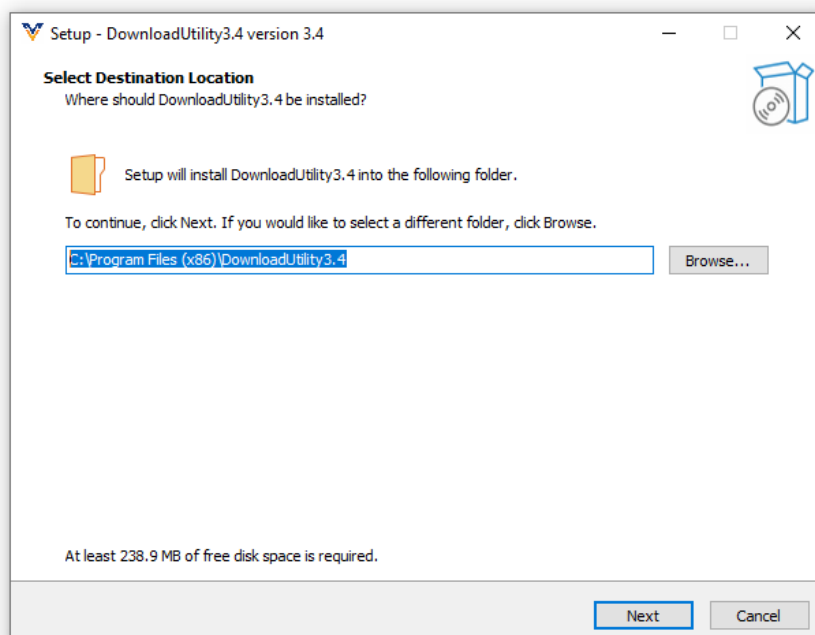 Setup - DownloadUtility3.4 version 3.4
Select Destination Location
Where should DownloadUtility3.4 be installed?
Setup will install DownloadUtility3.4 into the following folder.
To continue, click Next. If you would like to select a different folder, click Browse.
C:\Program Files (x86)\DownloadUtility3.4
Browse...
At least 238.9 MB of free disk space is required.
Next
Cancel